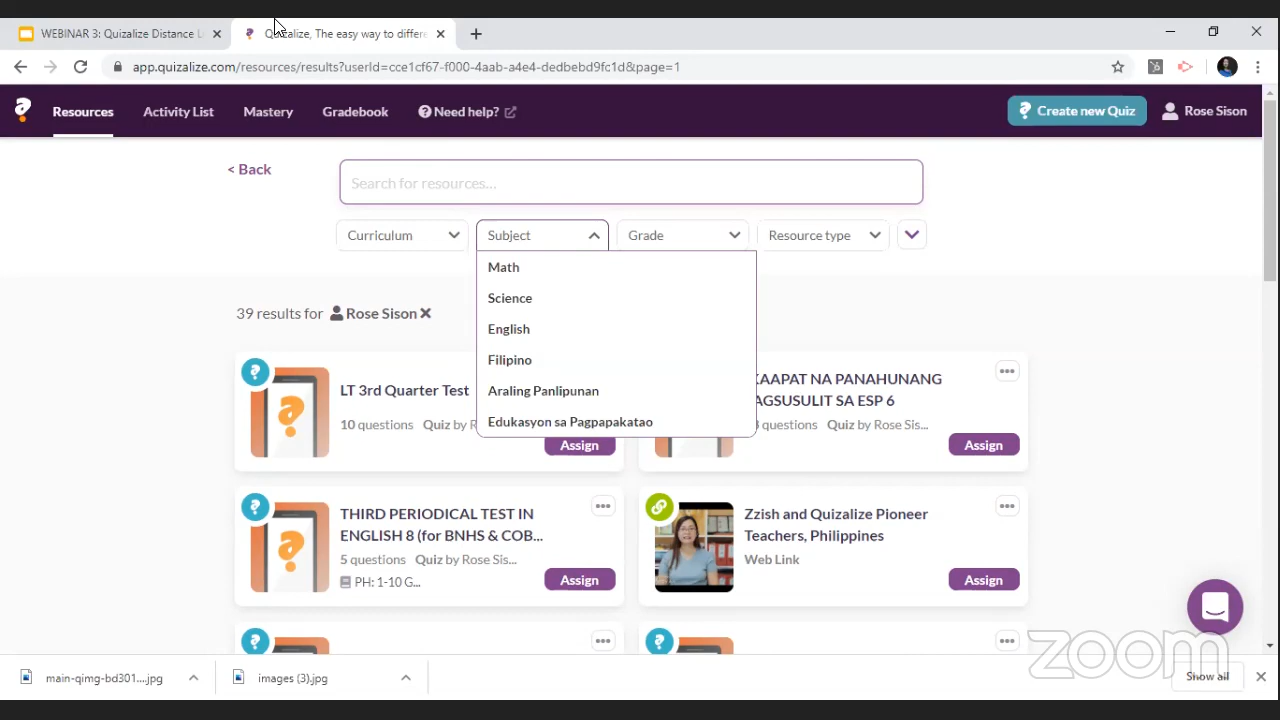 WEBINAR 3: Quizalize Distance L
Quizalize, The easy way to differe
app.quizalize.com/resources/results?userId=cce1cf67-f000-4aab-a4e4-dedbebd9fc1d&page=1
Resources Activity List Mastery Gradebook Need help? Create new Quiz Rose Sison
< Back
Search for resources...
Curriculum Subject Grade Resource type
Math
Science
English
Filipino
Araling Panlipunan
Edukasyon sa Pagpapakatao
39 results for Rose Sison
LT 3rd Quarter Test
10 questions Quiz by R
Assign
KAAPAT NA PANAHUNANG
AGSUSULIT SA ESP 6
questions Quiz by Rose Sis...
Assign
THIRD PERIODICAL TEST IN
ENGLISH 8 (for BNHS & COB...
5 questions Quiz by Rose Sis...
PH: 1-10 G...
Assign
Zzish and Quizalize Pioneer
Teachers, Philippines
Web Link
Assign
zoom
main-qimg-bd301....jpg
images (3).jpg
Show all